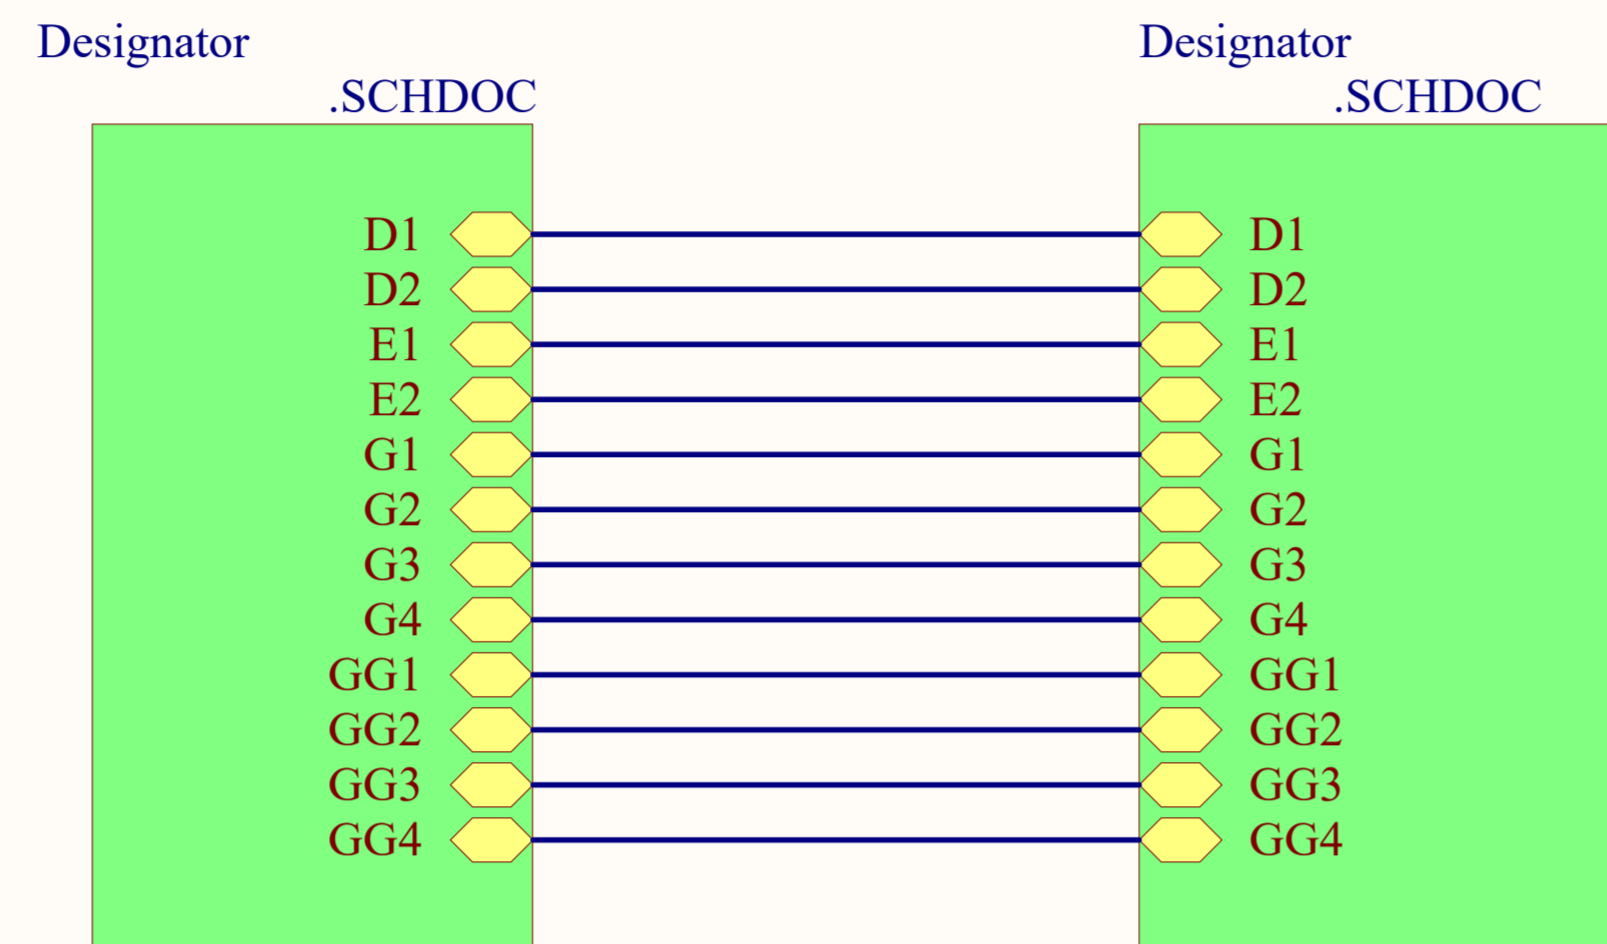 Designator
.SCHDOC
D1
D2
E1
E2
G1
G2
G3
G4
GG1
GG2
GG3
GG4
Designator
.SCHDOC
D1
D2
E1
E2
G1
G2
G3
G4
GG1
GG2
GG3
GG4